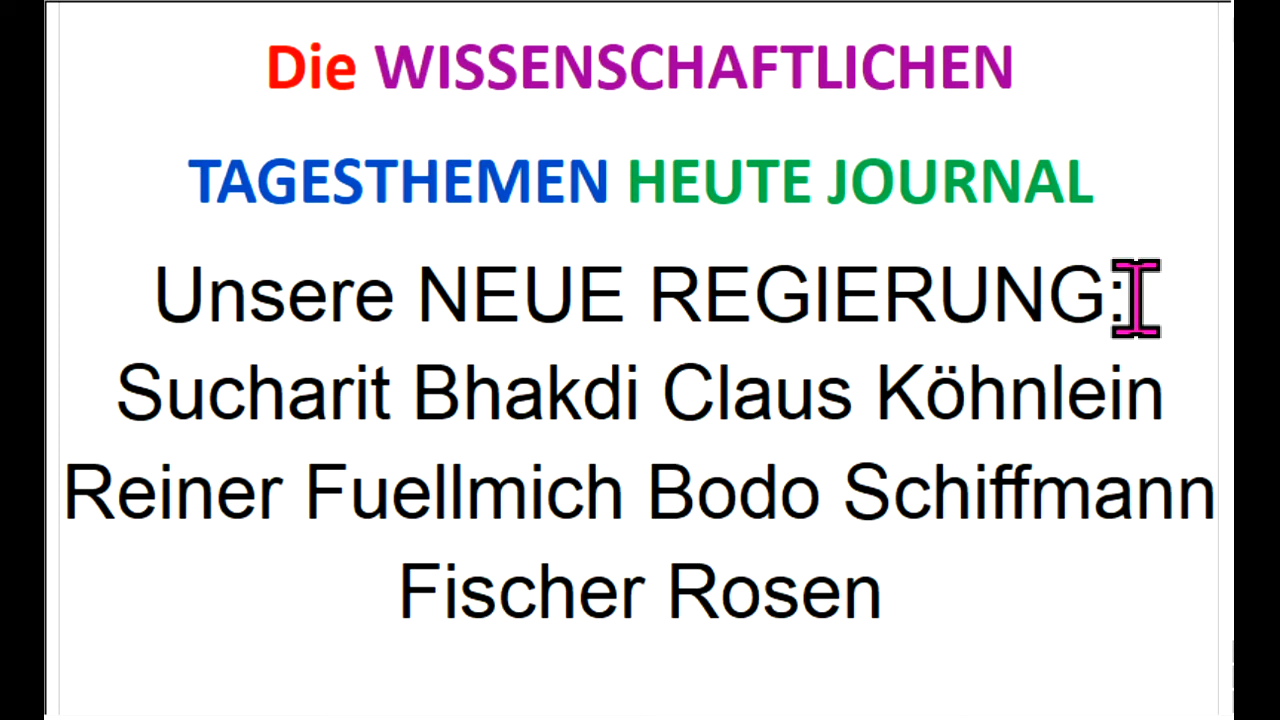 Die WISSENSCHAFTLICHEN
TAGESTHEMEN HEUTE JOURNAL
Unsere NEUE REGIERUNG:
Sucharit Bhakdi Claus Köhnlein
Reiner Fuellmich Bodo Schiffmann
Fischer Rosen